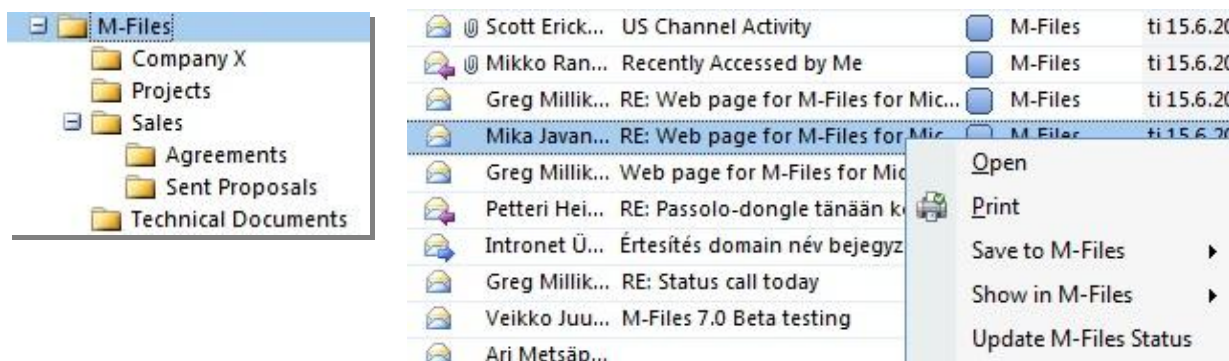 M-Files
Company X
Projects
Sales
Agreements
Sent Proposals
Technical Documents
Scott Erick... US Channel Activity M-Files ti 15.6.20
Mikko Ran... Recently Accessed by Me M-Files ti 15.6.20
Greg Millik... RE: Web page for M-Files for Mic... M-Files ti 15.6.20
Mika Javan... RE: Web page for M-Files for Mic M-Files ti 15.6.20
Greg Millik... Web page for M-Files for Mic
Petteri Hei... RE: Passolo-dongle tänään k
Intronet Ü... Értesítés domain név bejegyz
Greg Millik... RE: Status call today
Veikko Juu... M-Files 7.0 Beta testing
Ari Metsäp...
Open
Print
Save to M-Files
Show in M-Files
Update M-Files Status